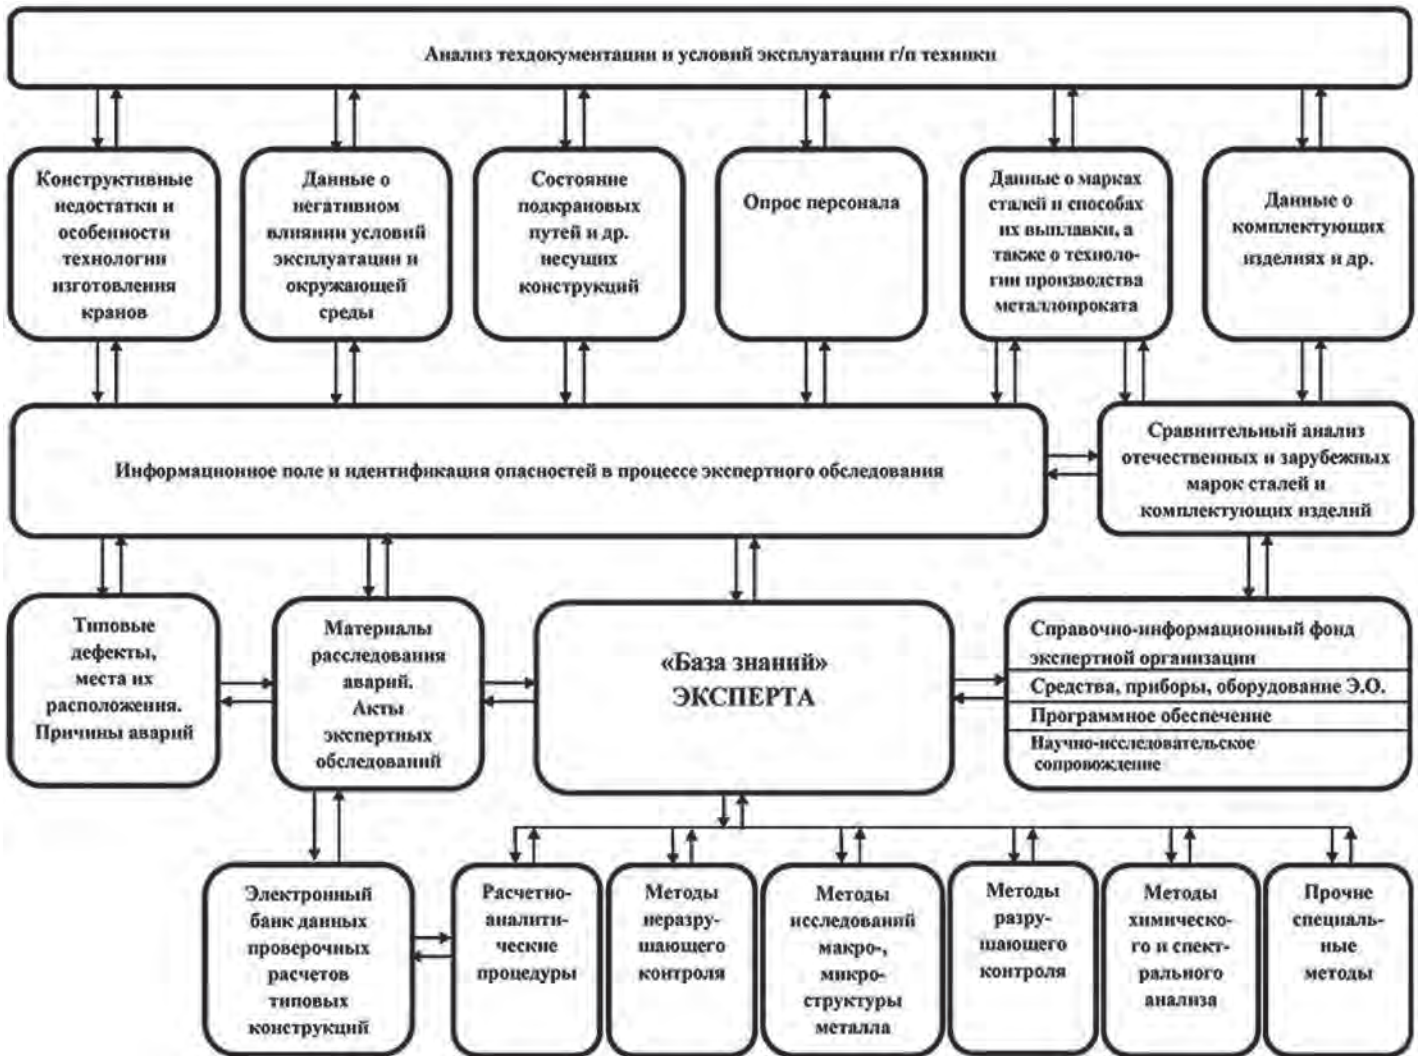 Анализ техдокументации и условий эксплуатации г/п техники
Конструктивные
недостатки и
особенности
технологии
изготовления
кранов
Данные о
негативном
влиянии условий
эксплуатации и
окружающей
среды
Состояние
подкрановых
путей и др.
несущих
конструкций
Опрос персонала
Данные о марках
сталей и способах
их выплавки, а
также о техноло-
гии производства
металлопроката
Данные о
комплектующих
изделиях и др.
Информационное поле и идентификация опасностей в процессе экспертного обследования
Сравнительный анализ
отечественных и зарубежных
марок сталей и
комплектующих изделий
Типовые
дефекты,
места их
расположения.
Причины аварий
Материалы
расследования
аварий.
Акты
экспертных
обследований
«База знаний»
ЭКСПЕРТА
Справочно-информационный фонд
экспертной организации
Средства, приборы, оборудование Э.О.
Программное обеспечение
Научно-исследовательское
сопровождение
Электронный
банк данных
проверочных
расчетов
типовых
конструкций
Расчетно-
аналити-
ческие
процедуры
Методы
неразру-
шающего
контроля
Методы
исследований
макро-,
микро-
структуры
металла
Методы
разру-
шающего
контроля
Методы
химическо-
го и спект-
рального
анализа
Прочие
специаль-
ные
методы